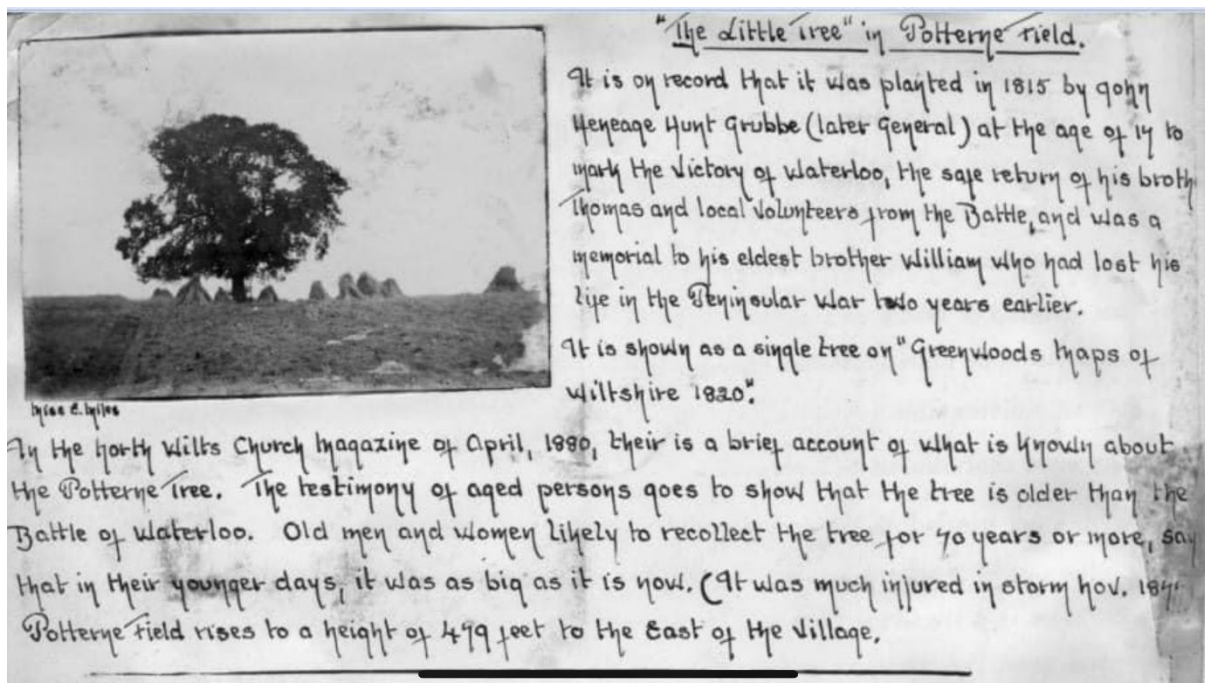 "The Little Tree" in Potterne Field.
It is on record that it was planted in 1815 by John
Heneage Hunt Grubbe (later General) at the age of to
mark the Victory of Waterloo, the safe return of his broth
Thomas and local Volunteers from the Battle, and was a
memorial to his eldest brother William who had lost his
life in the Peninsular War two years earlier.
It is shown as a single tree on "Greenwoods Maps of
Wiltshire 1820".
Miss E. Miles
In the North Wilts Church Magazine of April, 1880, their is a brief account of what is known about
the Potterne Tree. The testimony of aged persons goes to show that the tree is older than the
Battle of Waterloo. Old men and women likely to recollect the tree for 70 years or more, say
that in their younger days, it was as big as it is now. (It was much injured in storm Nov.
Potterne Field rises to a height of 479 feet to the East of the Village.